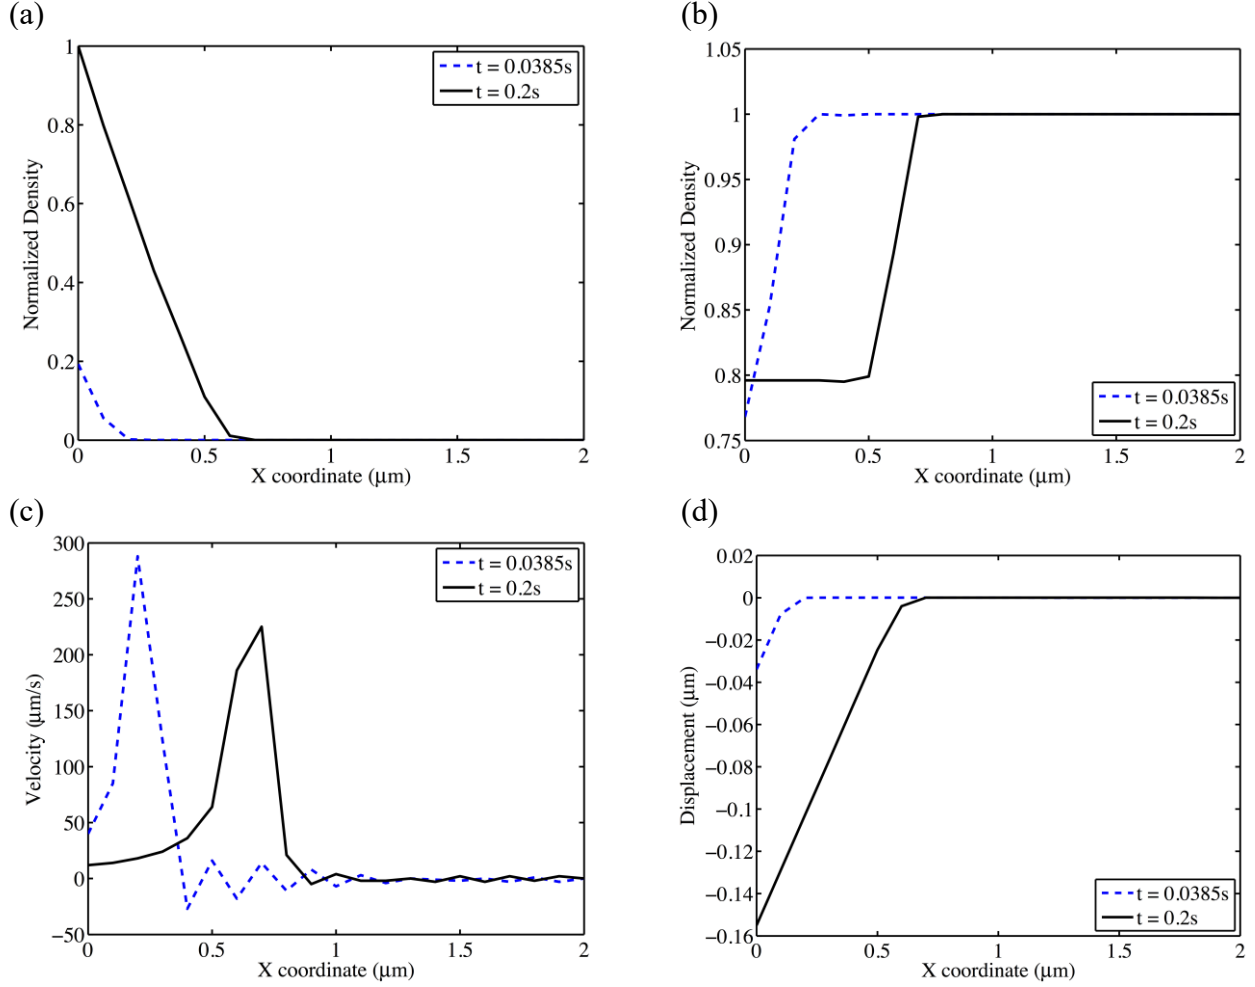 (a)
t = 0.0385s
t = 0.2s
1
0.8
0.6
0.4
0.2
0
Normalized Density
0
0.5
1
1.5
2
X coordinate (μm)
(b)
1.05
1
0.95
0.9
0.85
0.8
0.75
Normalized Density
t = 0.0385s
t = 0.2s
0
0.5
1
1.5
2
X coordinate (μm)
(c)
t = 0.0385s
t = 0.2s
300
250
200
150
100
50
0
−50
Velocity (μm/s)
0
0.5
1
1.5
2
X coordinate (μm)
(d)
0.02
0
−0.02
−0.04
−0.06
−0.08
−0.1
−0.12
−0.14
−0.16
Displacement (μm)
t = 0.0385s
t = 0.2s
0
0.5
1
1.5
2
X coordinate (μm)